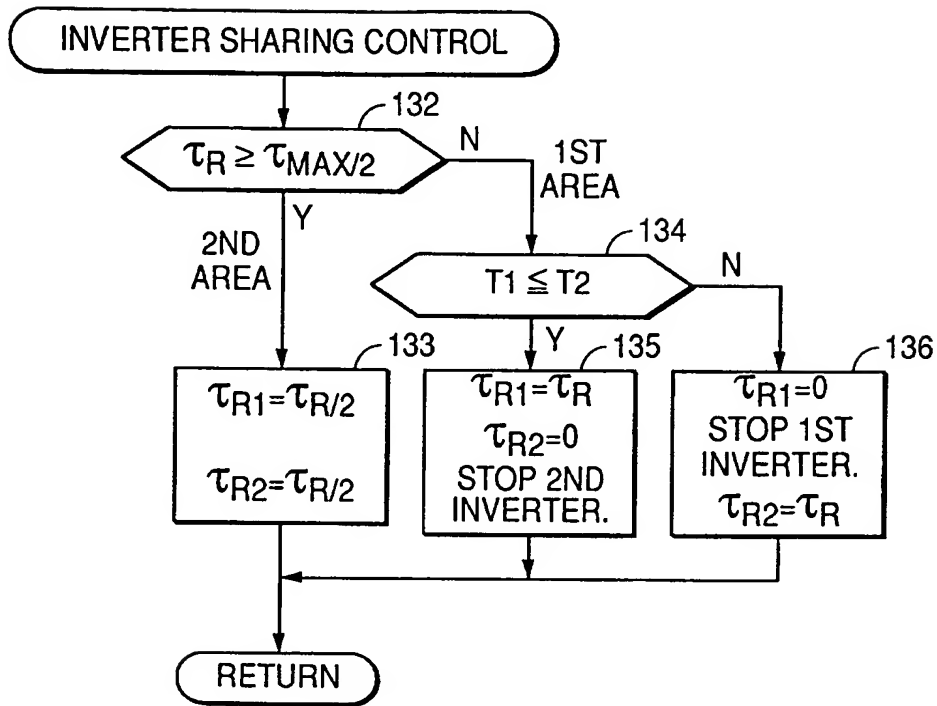 INVERTER SHARING CONTROL
132
τR ≥ τMAX/2
N
1ST
AREA
Y
2ND
AREA
134
T1 ≦ T2
N
Y
133
τR1=τR/2
τR2=τR/2
135
τR1=τR
τR2=0
STOP 2ND
INVERTER.
136
τR1=0
STOP 1ST
INVERTER.
τR2=τR
RETURN